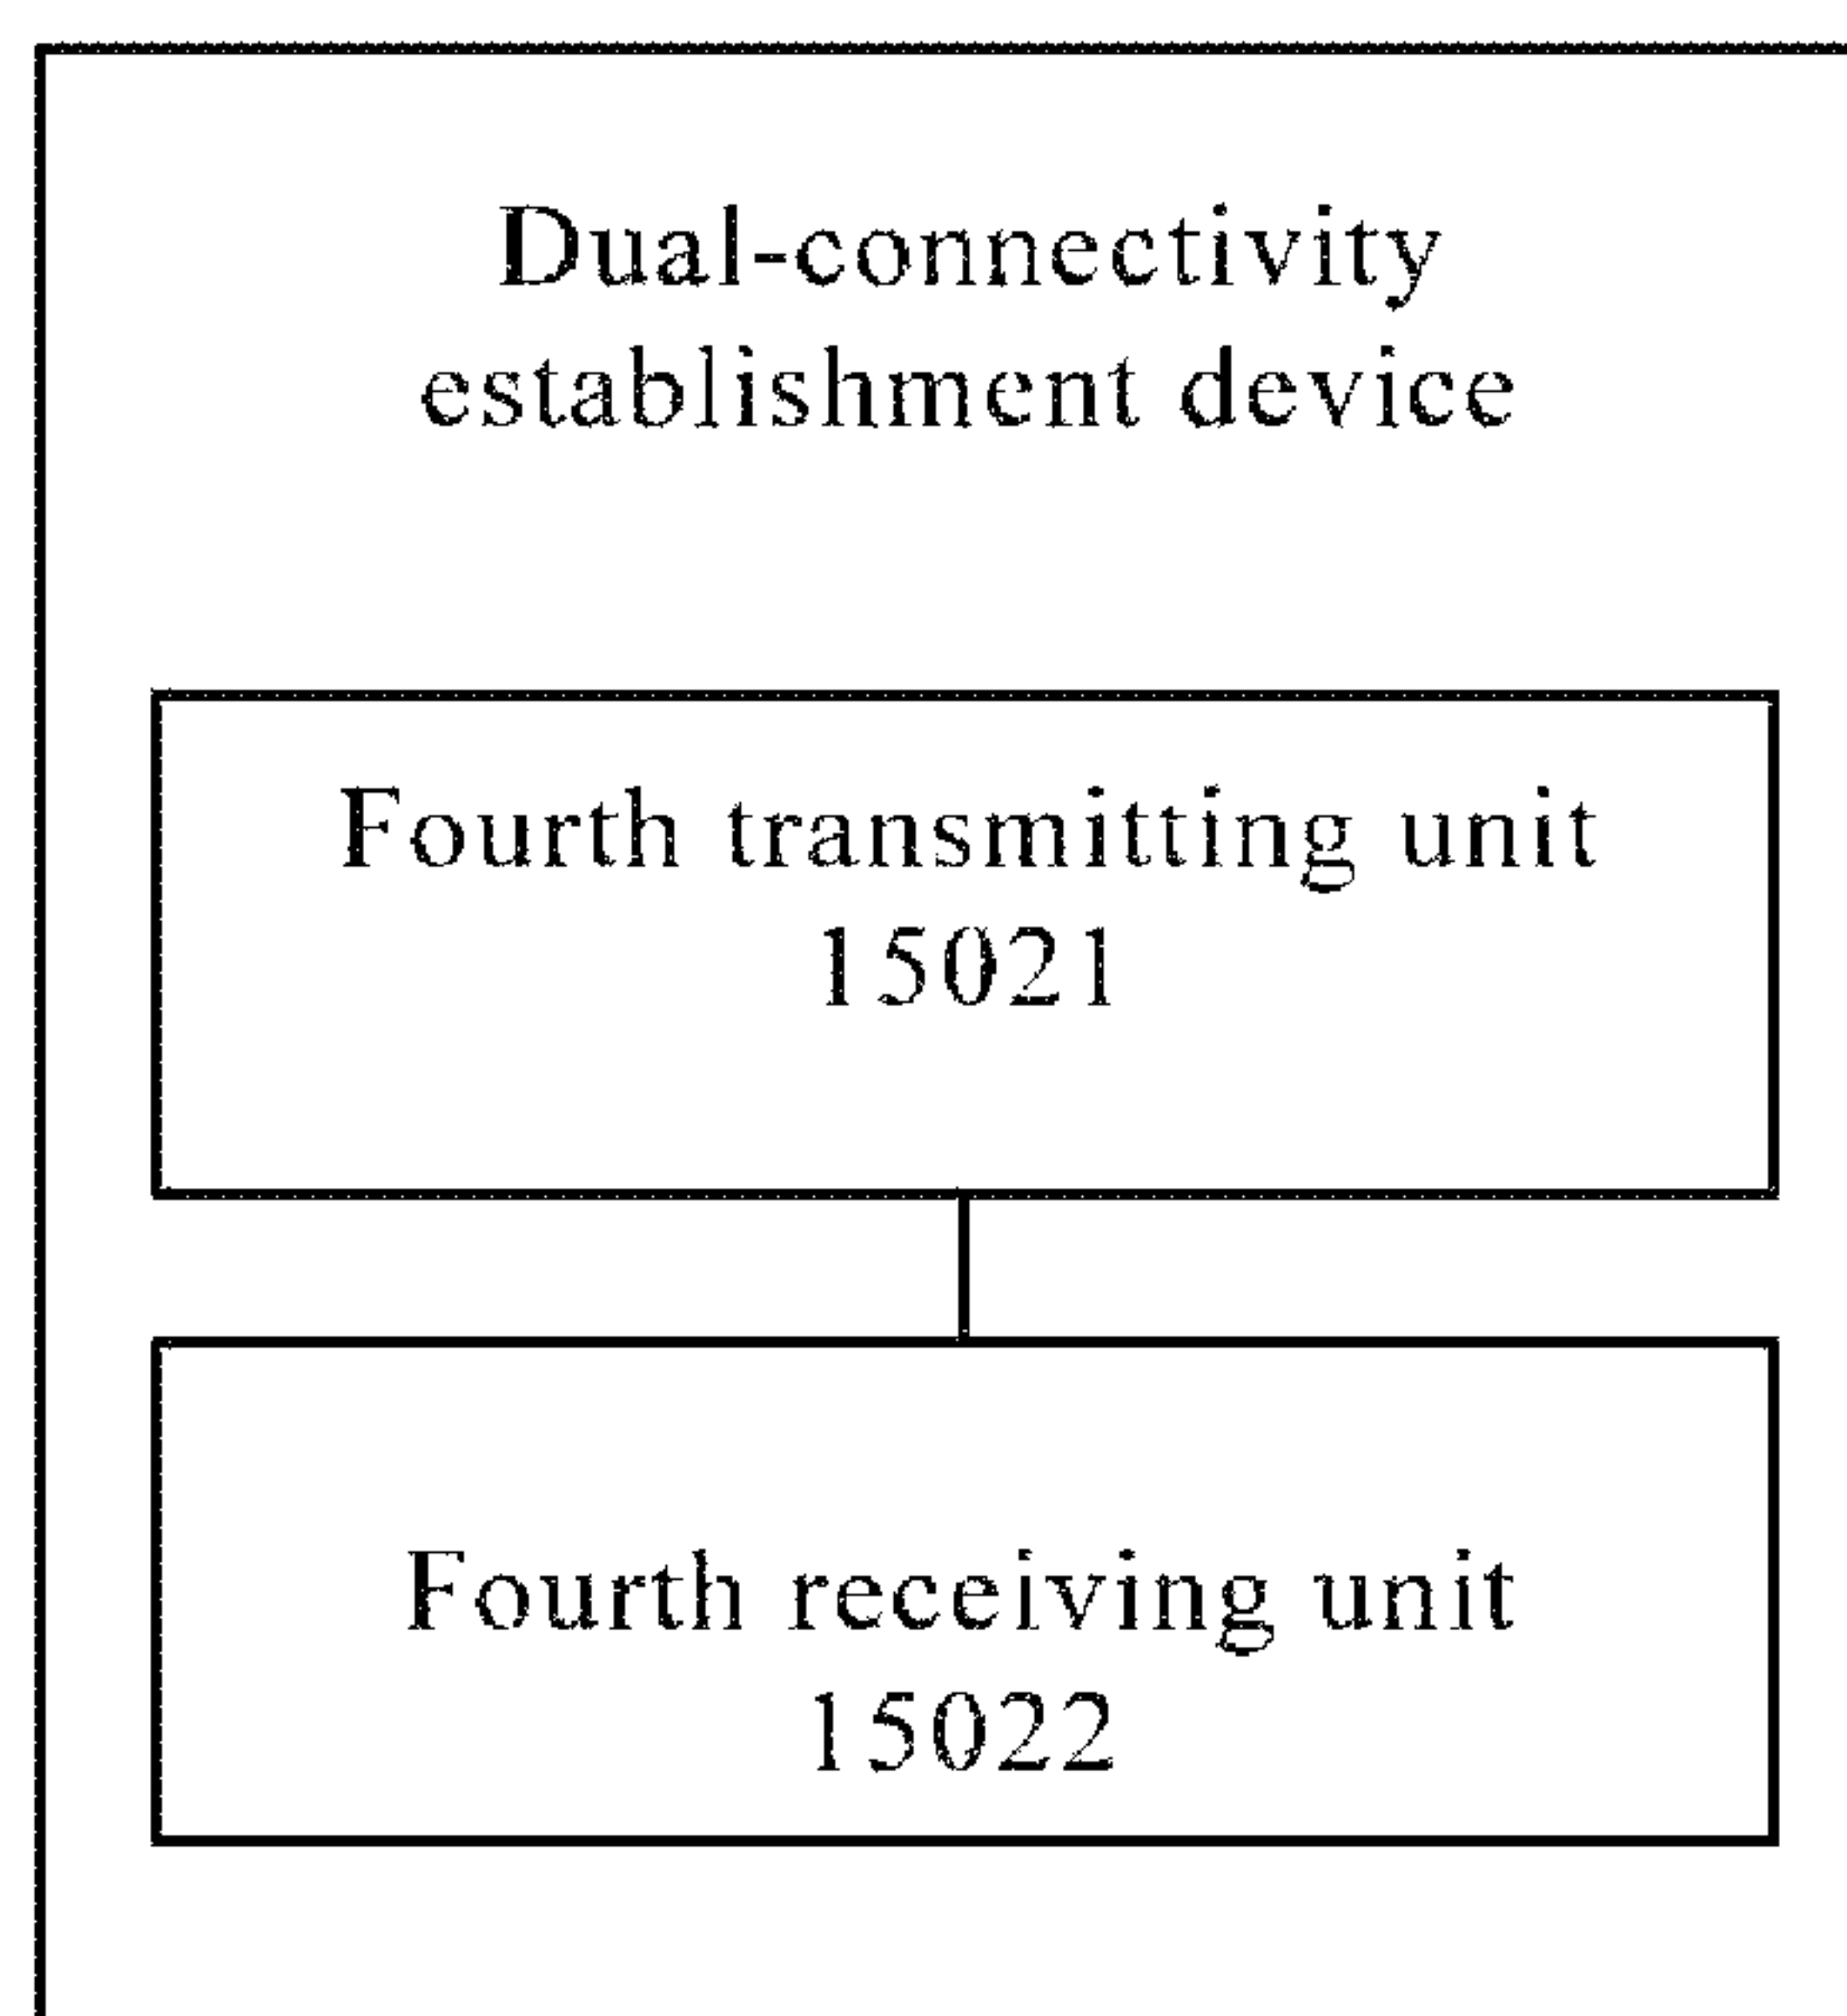 Dual-connectivity
establishment device
Fourth transmitting unit
15021
Fourth receiving unit
15022